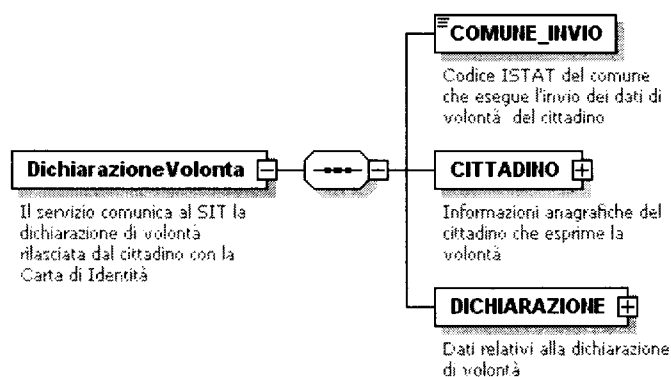 COMUNE_INVIO
Codice ISTAT del comune
che esegue l'invio dei dati di
volontà del cittadino
DichiarazioneVolonta
Il servizio comunica al SIT la
dichiarazione di volontà
rilasciata dal cittadino con la
Carta di Identità
CITTADINO
Informazioni anagrafiche del
cittadino che esprime la
volontà
DICHIARAZIONE
Dati relativi alla dichiarazione
di volontà